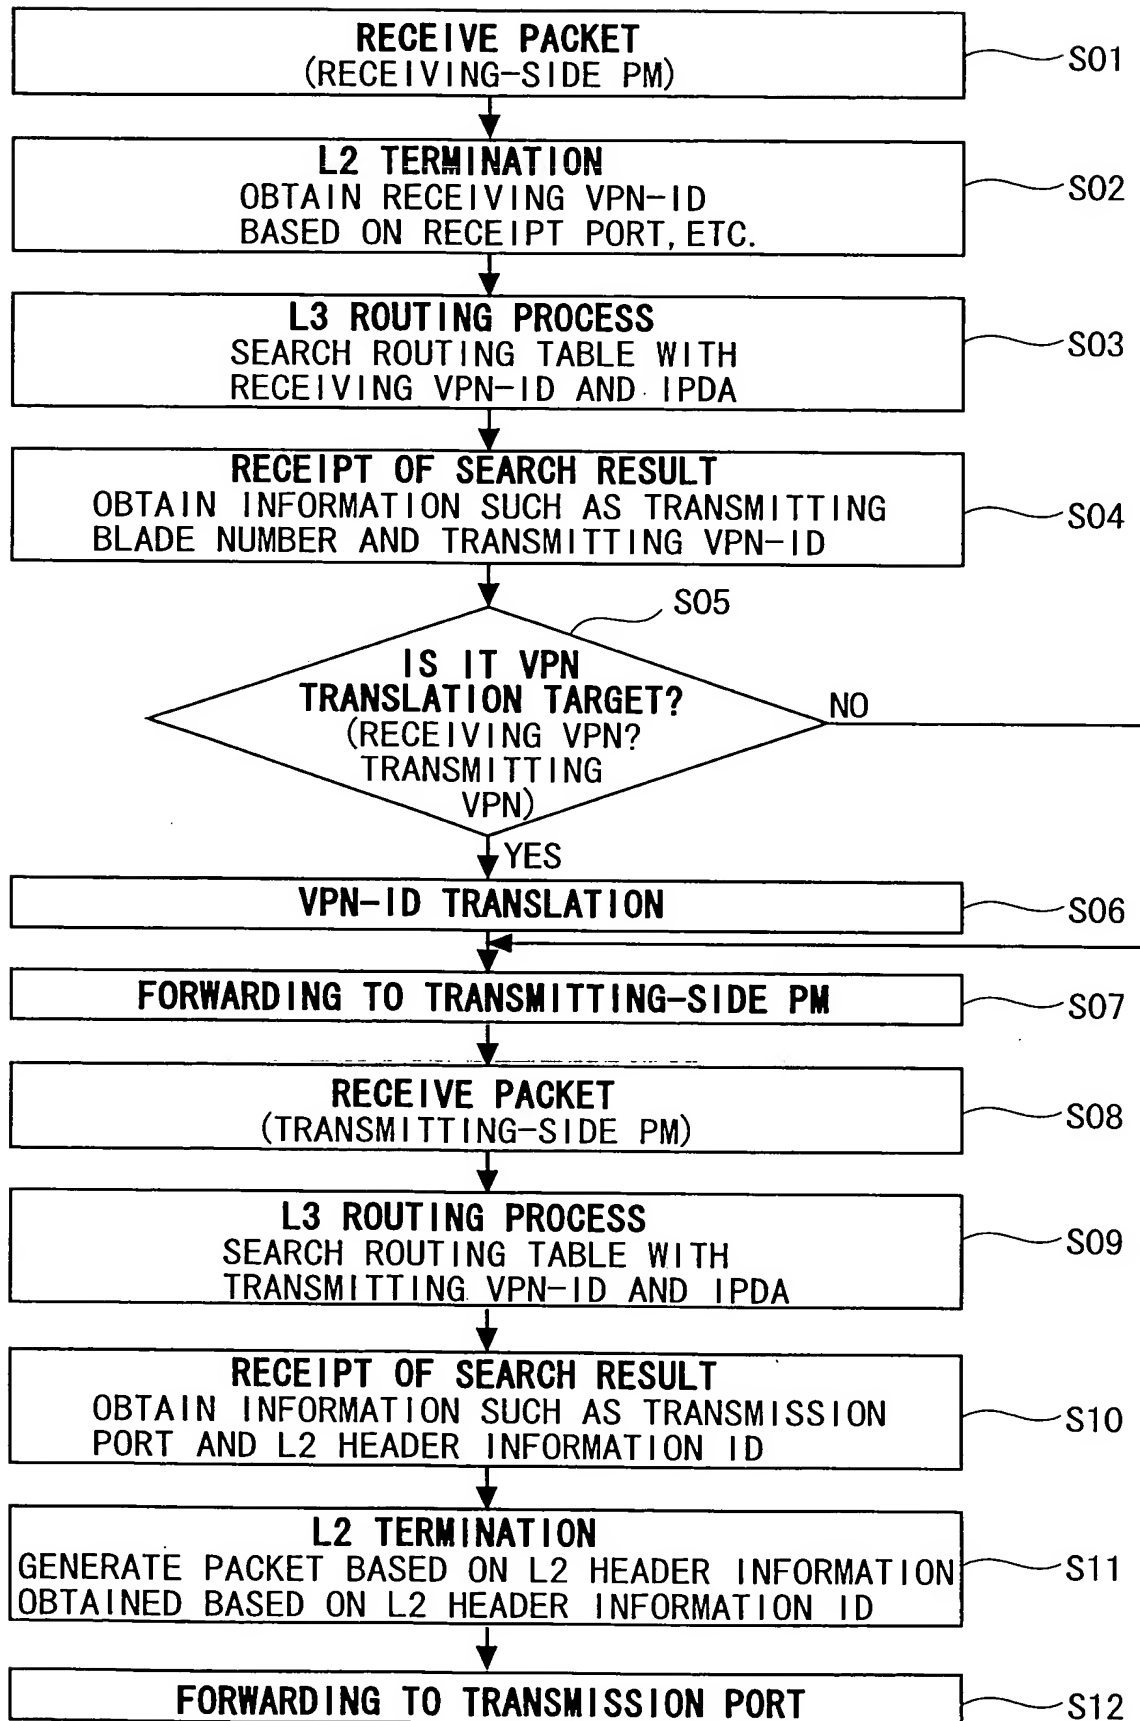 RECEIVE PACKET
(RECEIVING-SIDE PM)
S01
L2 TERMINATION
OBTAIN RECEIVING VPN-ID
BASED ON RECEIPT PORT, ETC.
S02
L3 ROUTING PROCESS
SEARCH ROUTING TABLE WITH
RECEIVING VPN-ID AND IPDA
S03
RECEIPT OF SEARCH RESULT
OBTAIN INFORMATION SUCH AS TRANSMITTING
BLADE NUMBER AND TRANSMITTING VPN-ID
S04
S05
IS IT VPN
TRANSLATION TARGET?
(RECEIVING VPN?
TRANSMITTING
VPN)
NO
YES
VPN-ID TRANSLATION
S06
FORWARDING TO TRANSMITTING-SIDE PM
S07
RECEIVE PACKET
(TRANSMITTING-SIDE PM)
S08
L3 ROUTING PROCESS
SEARCH ROUTING TABLE WITH
TRANSMITTING VPN-ID AND IPDA
S09
RECEIPT OF SEARCH RESULT
OBTAIN INFORMATION SUCH AS TRANSMISSION
PORT AND L2 HEADER INFORMATION ID
S10
L2 TERMINATION
GENERATE PACKET BASED ON L2 HEADER INFORMATION
OBTAINED BASED ON L2 HEADER INFORMATION ID
S11
FORWARDING TO TRANSMISSION PORT
S12